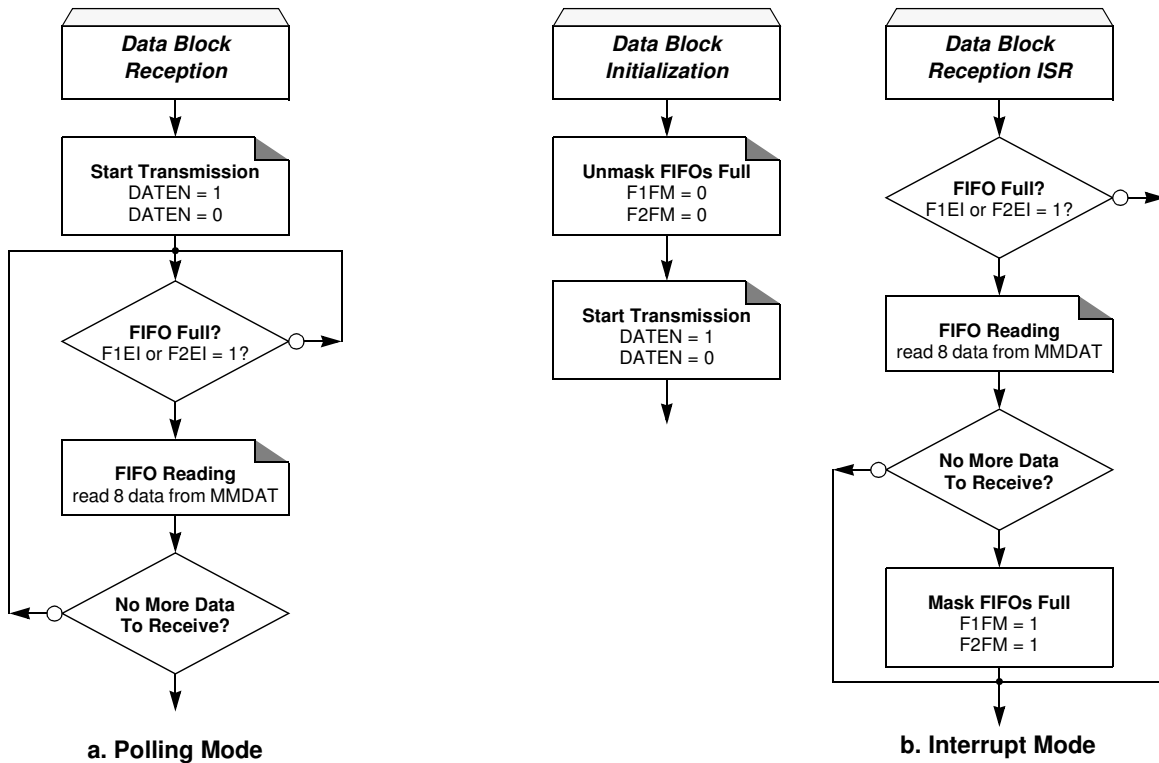 Data Block
Reception
Start Transmission
DATEN = 1
DATEN = 0
FIFO Full?
F1EI or F2EI = 1?
FIFO Reading
read 8 data from MMDAT
No More Data
To Receive?
a. Polling Mode
Data Block
Initialization
Unmask FIFOs Full
F1FM = 0
F2FM = 0
Start Transmission
DATEN = 1
DATEN = 0
Data Block
Reception ISR
FIFO Full?
F1EI or F2EI = 1?
FIFO Reading
read 8 data from MMDAT
No More Data
To Receive?
Mask FIFOs Full
F1FM = 1
F2FM = 1
b. Interrupt Mode